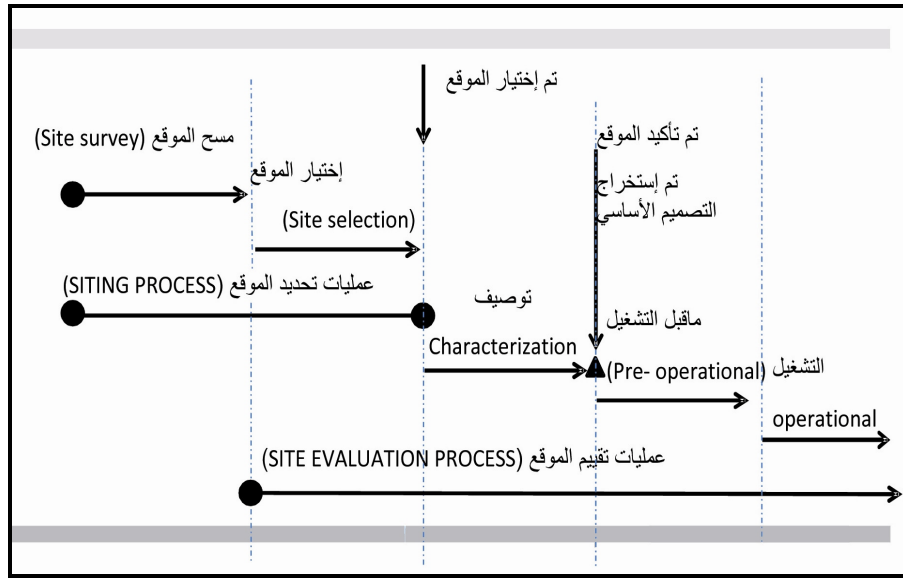 تم إختيار الموقع
مسح الموقع (Site survey)
تم تأكيد الموقع
إختيار الموقع
تم إستخراج
التصميم الأساسي
(Site selection)
عمليات تحديد الموقع (SITING PROCESS)
توصيف
ماقبل التشغيل
Characterization
(Pre- operational)
التشغيل
operational
عمليات تقييم الموقع (SITE EVALUATION PROCESS)